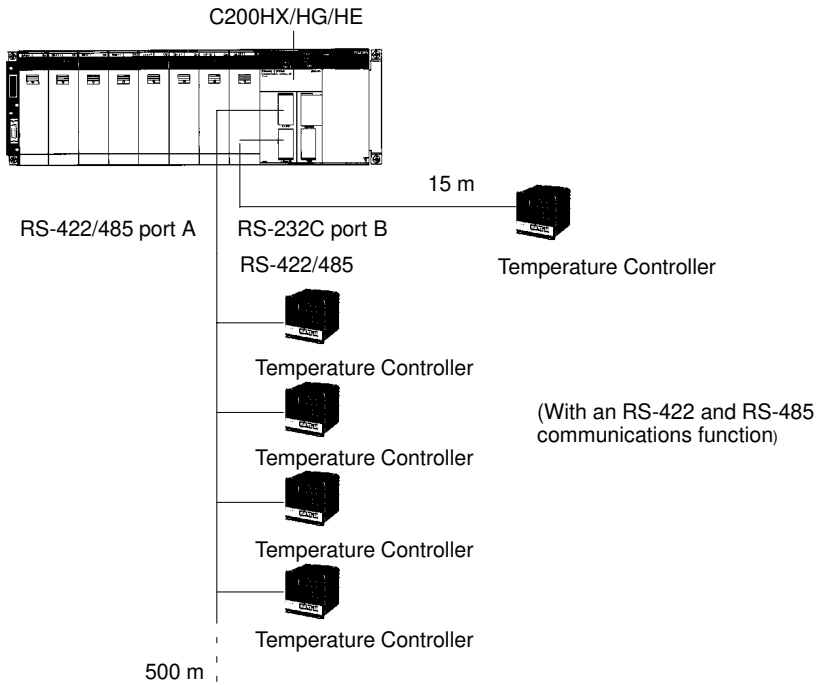 C200HX/HG/HE
15 m
RS-422/485 port A
RS-232C port B
Temperature Controller
RS-422/485
Temperature Controller
(With an RS-422 and RS-485
communications function)
Temperature Controller
Temperature Controller
Temperature Controller
500 m